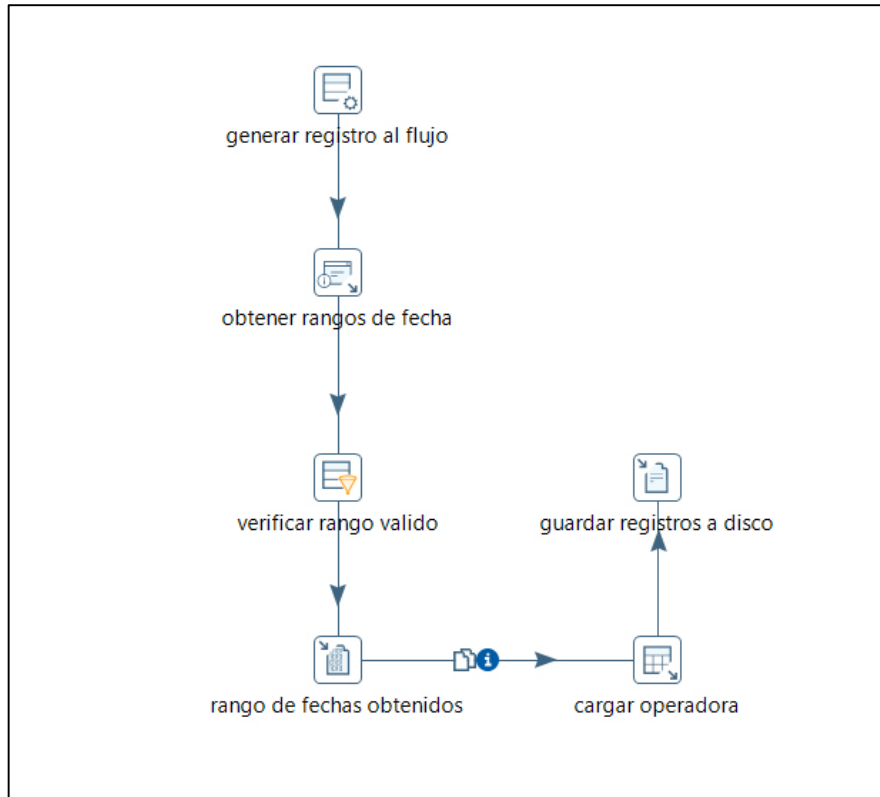 generar registro al flujo
obtener rangos de fecha
verificar rango valido
guardar registros a disco
rango de fechas obtenidos
cargar operadora